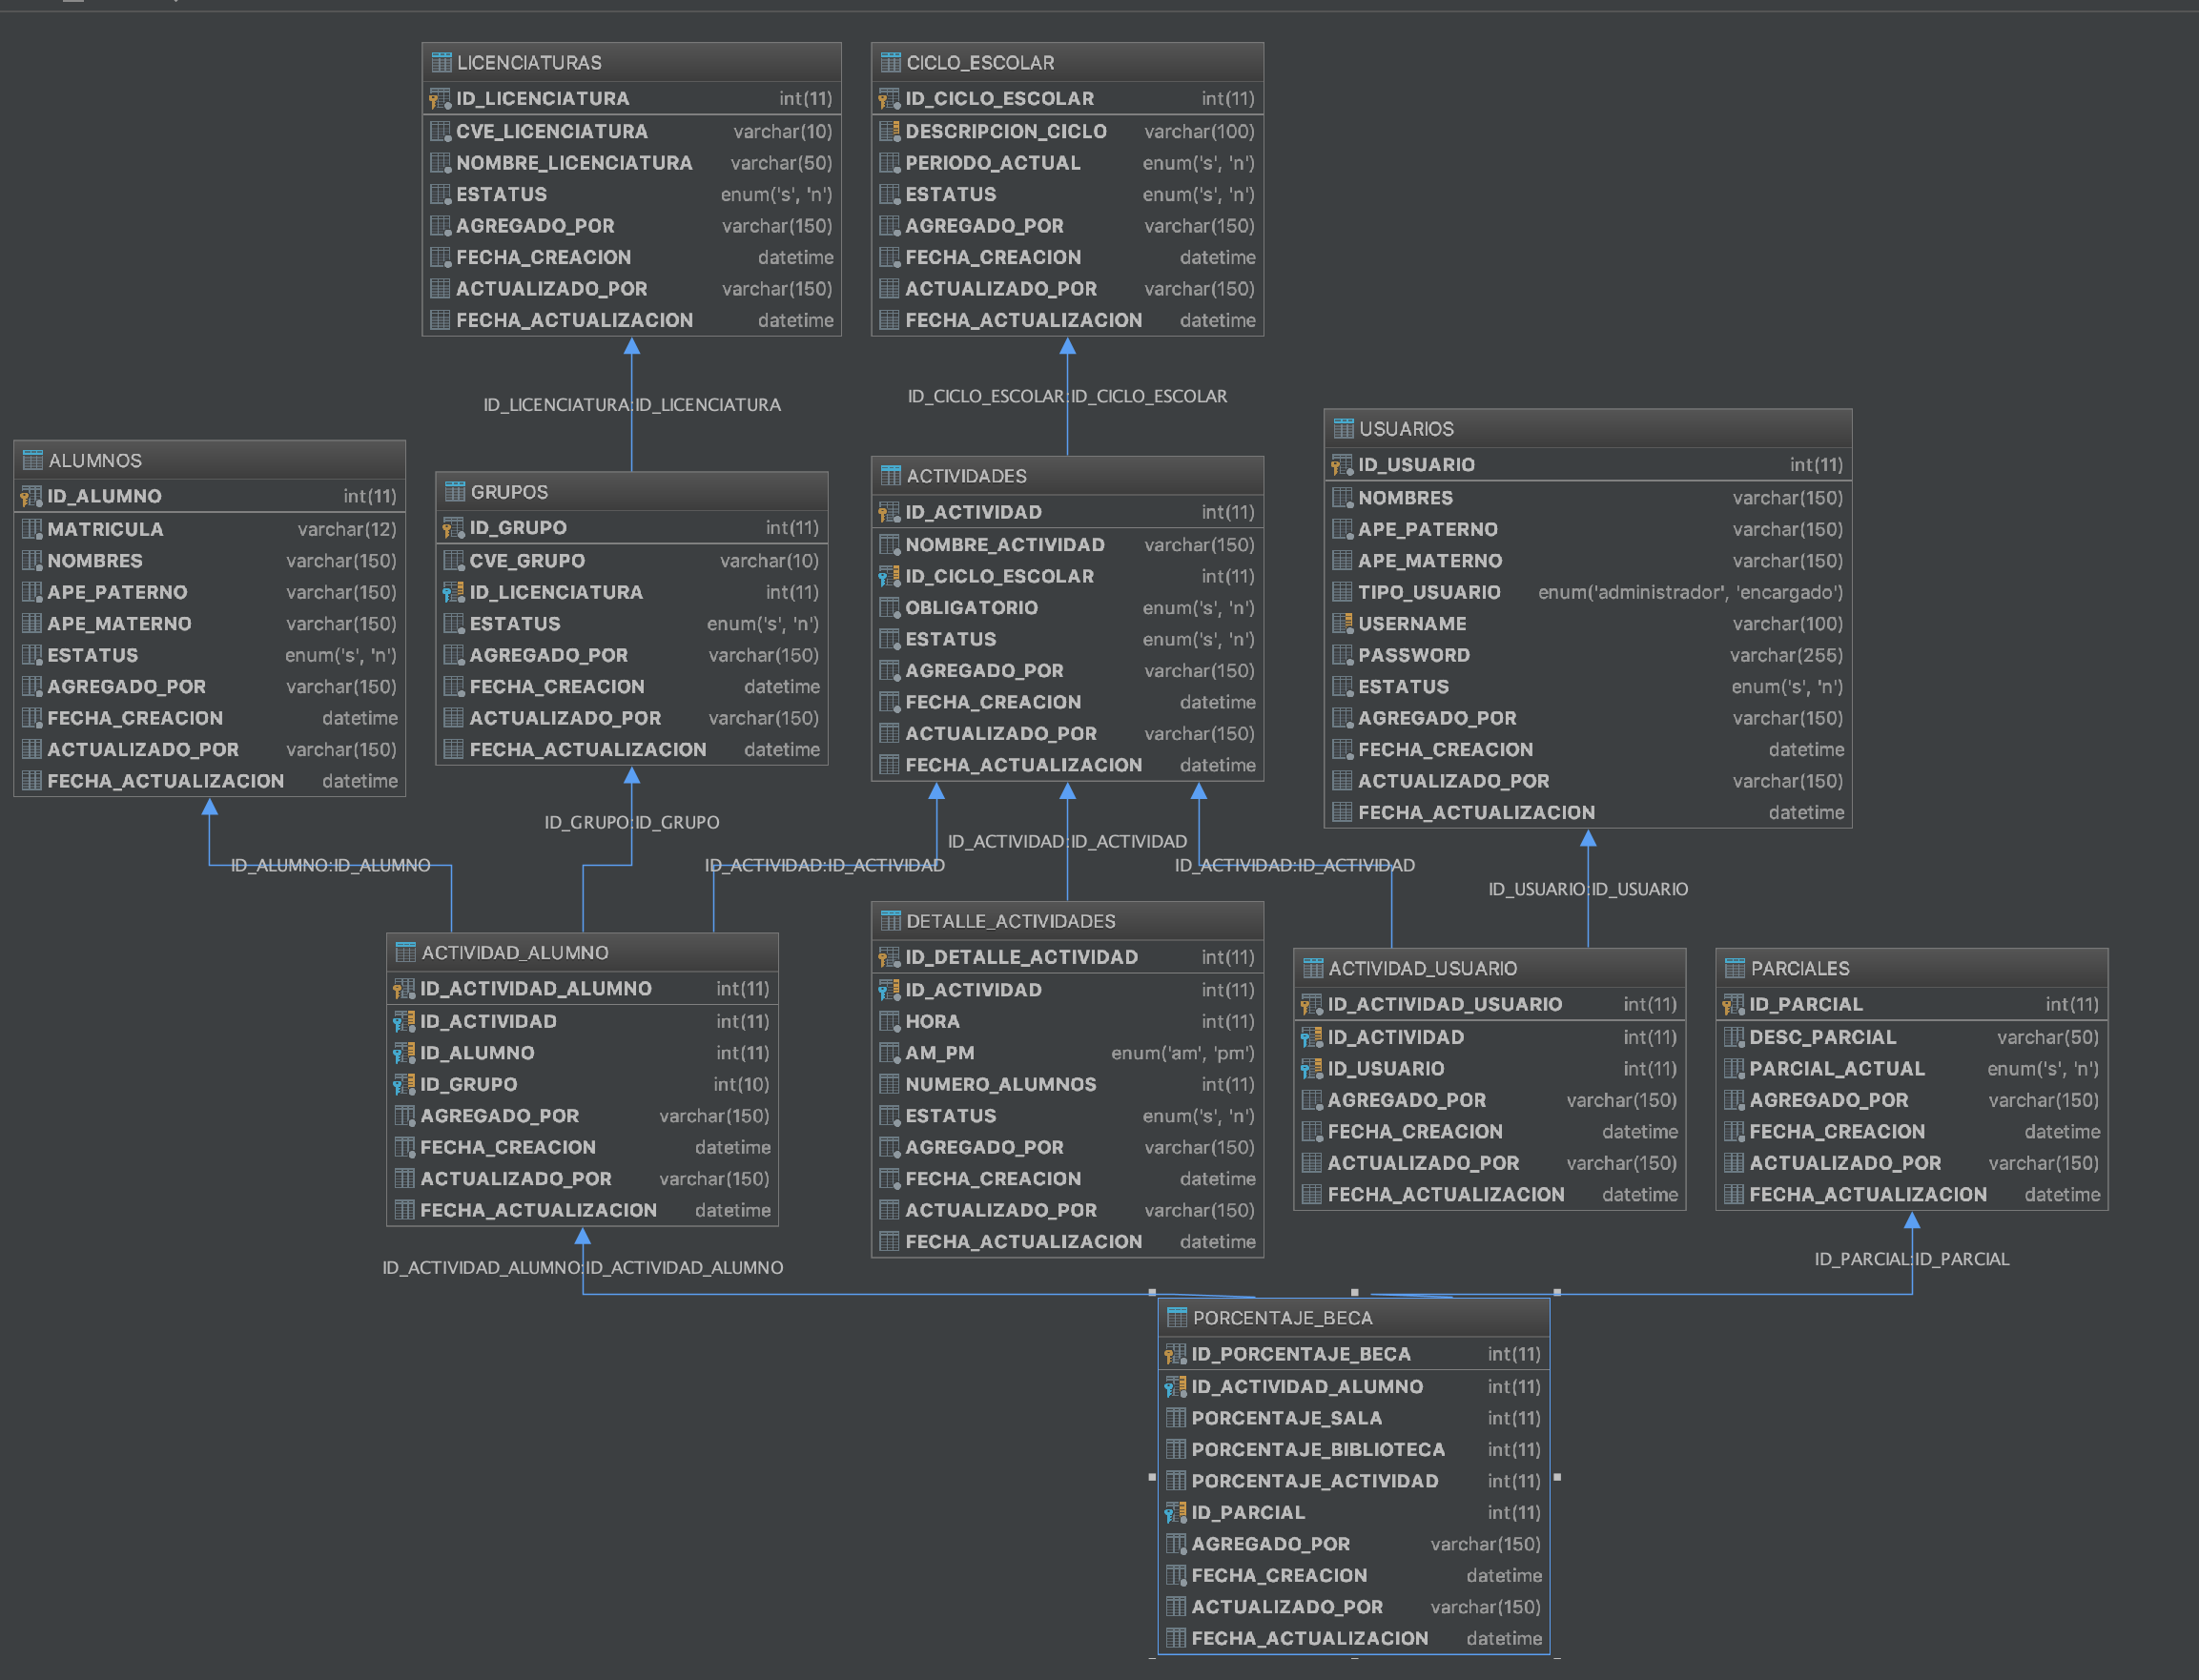 LICENCIATURAS
ID_LICENCIATURA int(11)
CVE_LICENCIATURA varchar(10)
NOMBRE_LICENCIATURA varchar(50)
ESTATUS enum('s', 'n')
AGREGADO_POR varchar(150)
FECHA_CREACION datetime
ACTUALIZADO_POR varchar(150)
FECHA_ACTUALIZACION datetime
CICLO_ESCOLAR
ID_CICLO_ESCOLAR int(11)
DESCRIPCION_CICLO varchar(100)
PERIODO_ACTUAL enum('s', 'n')
ESTATUS enum('s', 'n')
AGREGADO_POR varchar(150)
FECHA_CREACION datetime
ACTUALIZADO_POR varchar(150)
FECHA_ACTUALIZACION datetime
ID_LICENCIATURA:ID_LICENCIATURA
ID_CICLO_ESCOLAR:ID_CICLO_ESCOLAR
ALUMNOS
ID_ALUMNO int(11)
MATRICULA varchar(12)
NOMBRES varchar(150)
APE_PATERNO varchar(150)
APE_MATERNO varchar(150)
ESTATUS enum('s', 'n')
AGREGADO_POR varchar(150)
FECHA_CREACION datetime
ACTUALIZADO_POR varchar(150)
FECHA_ACTUALIZACION datetime
GRUPOS
ID_GRUPO int(11)
CVE_GRUPO varchar(10)
ID_LICENCIATURA int(11)
ESTATUS enum('s', 'n')
AGREGADO_POR varchar(150)
FECHA_CREACION datetime
ACTUALIZADO_POR varchar(150)
FECHA_ACTUALIZACION datetime
ACTIVIDADES
ID_ACTIVIDAD int(11)
NOMBRE_ACTIVIDAD varchar(150)
ID_CICLO_ESCOLAR int(11)
OBLIGATORIO enum('s', 'n')
ESTATUS enum('s', 'n')
AGREGADO_POR varchar(150)
FECHA_CREACION datetime
ACTUALIZADO_POR varchar(150)
FECHA_ACTUALIZACION datetime
USUARIOS
ID_USUARIO int(11)
NOMBRES varchar(150)
APE_PATERNO varchar(150)
APE_MATERNO varchar(150)
TIPO_USUARIO enum('administrador', 'encargado')
USERNAME varchar(100)
PASSWORD varchar(255)
ESTATUS enum('s', 'n')
AGREGADO_POR varchar(150)
FECHA_CREACION datetime
ACTUALIZADO_POR varchar(150)
FECHA_ACTUALIZACION datetime
ID_ALUMNO:ID_ALUMNO
ID_GRUPO:ID_GRUPO
ID_ACTIVIDAD:ID_ACTIVIDAD
ID_ACTIVIDAD:ID_ACTIVIDAD
ID_ACTIVIDAD:ID_ACTIVIDAD
ID_USUARIO:ID_USUARIO
ACTIVIDAD_ALUMNO
ID_ACTIVIDAD_ALUMNO int(11)
ID_ACTIVIDAD int(11)
ID_ALUMNO int(11)
ID_GRUPO int(10)
AGREGADO_POR varchar(150)
FECHA_CREACION datetime
ACTUALIZADO_POR varchar(150)
FECHA_ACTUALIZACION datetime
DETALLE_ACTIVIDADES
ID_DETALLE_ACTIVIDAD int(11)
ID_ACTIVIDAD int(11)
HORA int(11)
AM_PM enum('am', 'pm')
NUMERO_ALUMNOS int(11)
ESTATUS enum('s', 'n')
AGREGADO_POR varchar(150)
FECHA_CREACION datetime
ACTUALIZADO_POR varchar(150)
FECHA_ACTUALIZACION datetime
ACTIVIDAD_USUARIO
ID_ACTIVIDAD_USUARIO int(11)
ID_ACTIVIDAD int(11)
ID_USUARIO int(11)
AGREGADO_POR varchar(150)
FECHA_CREACION datetime
ACTUALIZADO_POR varchar(150)
FECHA_ACTUALIZACION datetime
PARCIALES
ID_PARCIAL int(11)
DESC_PARCIAL varchar(50)
PARCIAL_ACTUAL enum('s', 'n')
AGREGADO_POR varchar(150)
FECHA_CREACION datetime
ACTUALIZADO_POR varchar(150)
FECHA_ACTUALIZACION datetime
ID_ACTIVIDAD_ALUMNO:ID_ACTIVIDAD_ALUMNO
ID_PARCIAL:ID_PARCIAL
PORCENTAJE_BECA
ID_PORCENTAJE_BECA int(11)
ID_ACTIVIDAD_ALUMNO int(11)
PORCENTAJE_SALA int(11)
PORCENTAJE_BIBLIOTECA int(11)
PORCENTAJE_ACTIVIDAD int(11)
ID_PARCIAL int(11)
AGREGADO_POR varchar(150)
FECHA_CREACION datetime
ACTUALIZADO_POR varchar(150)
FECHA_ACTUALIZACION datetime